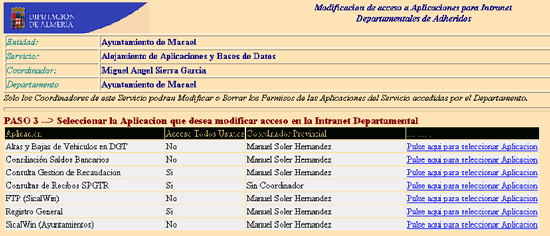 DIPUTACIÓN
DE ALMERIA
Modificacion de acceso a Aplicaciones para Intranet
Departamentales de Adheridos
Entidad: Ayuntamiento de Macael
Servicio: Alojamiento de Aplicaciones y Bases de Datos
Coordinador: Miguel Angel Sierra Garcia
Departamento Ayuntamiento de Macael
Solo los Coordinadores de este Servicio podran Modificar o Borrar los Permisos de las Aplicaciones del Servicio accedidas por el Departamento.
PASO 3 --> Seleccionar la Aplicacion que desea modificar acceso en la Intranet Departamental
Aplicacion Acceso Todos Usuarios Coordinador Provincial ..........
Altas y Bajas de Vehiculos en DGT No Manuel Soler Hernandez Pulse aqui para seleccionar Aplicacion
Conciliación Saldos Bancarios No Manuel Soler Hernandez Pulse aqui para seleccionar Aplicacion
Consulta Gestion de Recaudacion Si Manuel Soler Hernandez Pulse aqui para seleccionar Aplicacion
Consultas de Recibos SPGTR Si Sin Coordinador Pulse aqui para seleccionar Aplicacion
FTP (SicalWin) No Manuel Soler Hernandez Pulse aqui para seleccionar Aplicacion
Registro General Si Manuel Soler Hernandez Pulse aqui para seleccionar Aplicacion
SicalWin (Ayuntamientos) No Manuel Soler Hernandez Pulse aqui para seleccionar Aplicacion